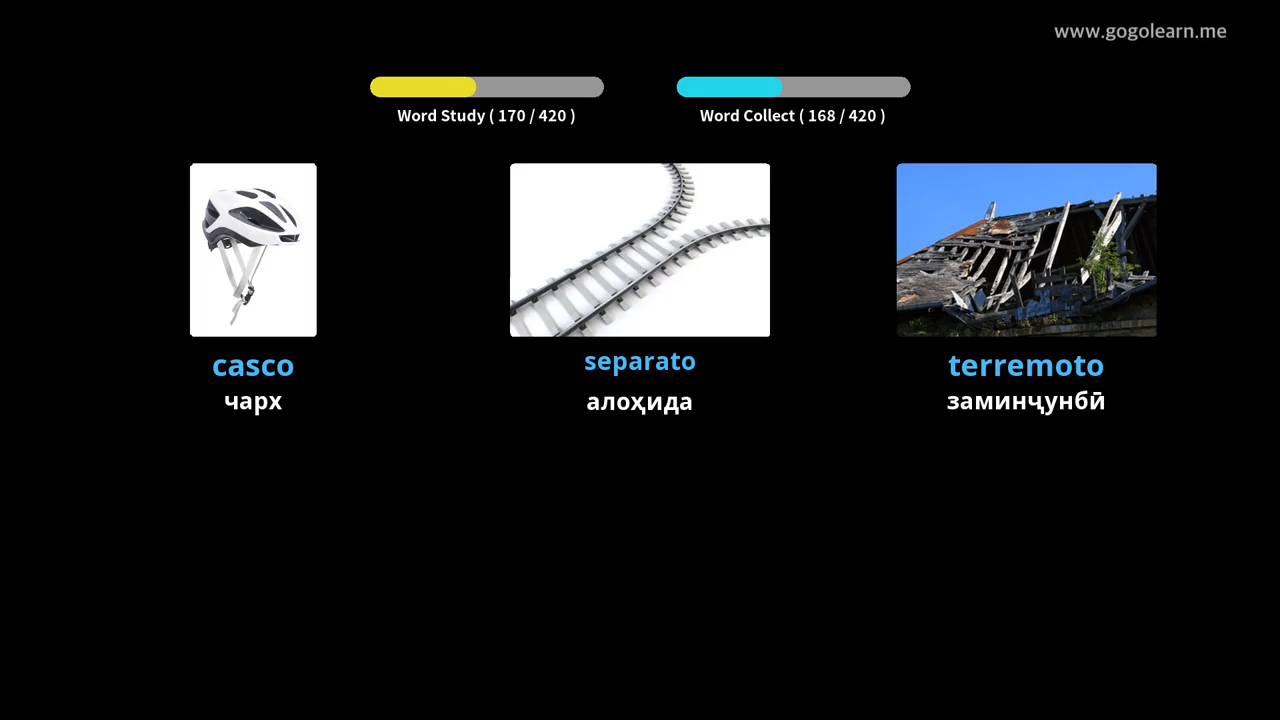 www.gogolearn.me
Word Study ( 170 / 420 )
Word Collect ( 168 / 420 )
casco
separato
terremoto
чарх
алоҳида
заминҷунбӣ